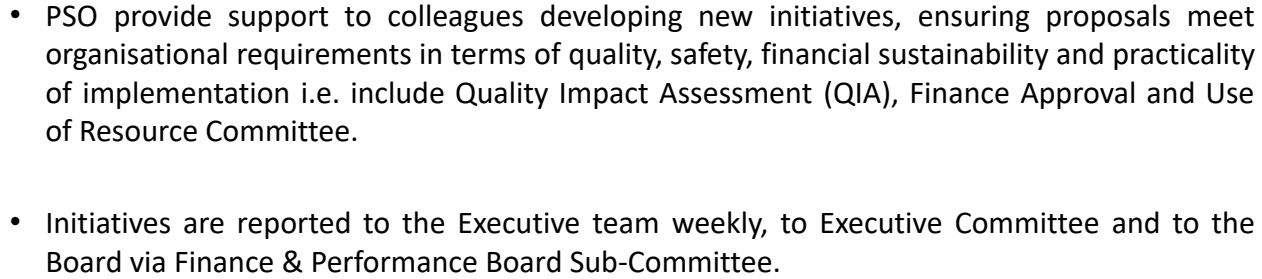 • PSO provide support to colleagues developing new initiatives, ensuring proposals meet
organisational requirements in terms of quality, safety, financial sustainability and practicality
of implementation i.e. include Quality Impact Assessment (QIA), Finance Approval and Use
of Resource Committee.
• Initiatives are reported to the Executive team weekly, to Executive Committee and to the
Board via Finance & Performance Board Sub-Committee.